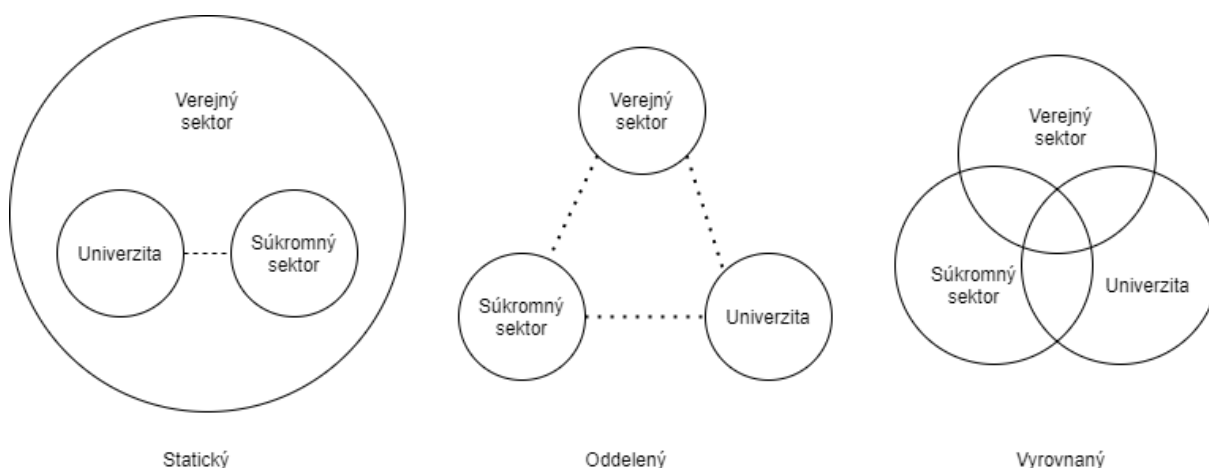 Verejný
sektor
Univerzita
Súkromný
sektor
Statický
Verejný
sektor
Súkromný
sektor
Univerzita
Oddelený
Verejný
sektor
Súkromný
sektor
Univerzita
Vyrovnaný